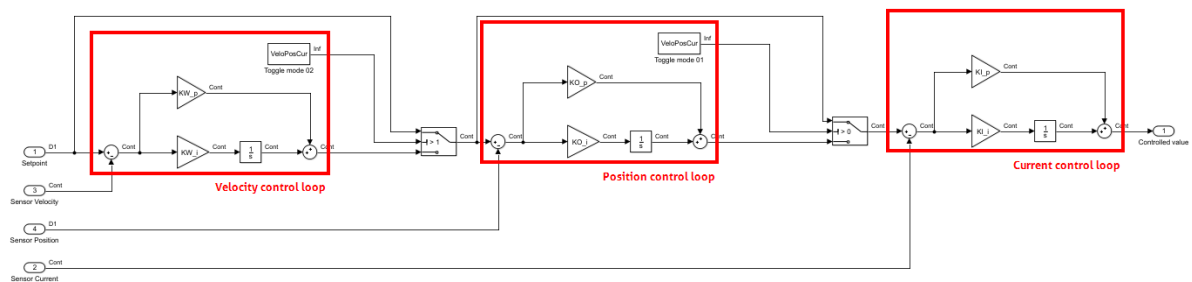 VeloPosCur
Inf
Toggle mode 02
KW_p
Cont
D1
1
Setpoint
Cont
KW_i
Cont
1
s
Cont
Cont
Velocity control loop
> 1
Cont
VeloPosCur
Inf
Toggle mode 01
KO_p
Cont
Cont
KO_i
Cont
1
s
Cont
Cont
Position control loop
> 0
Cont
KI_p
Cont
Cont
KI_i
Cont
1
s
Cont
Cont
1
Controlled value
Current control loop
Cont
3
Sensor Velocity
D1
4
Sensor Position
Cont
2
Sensor Current